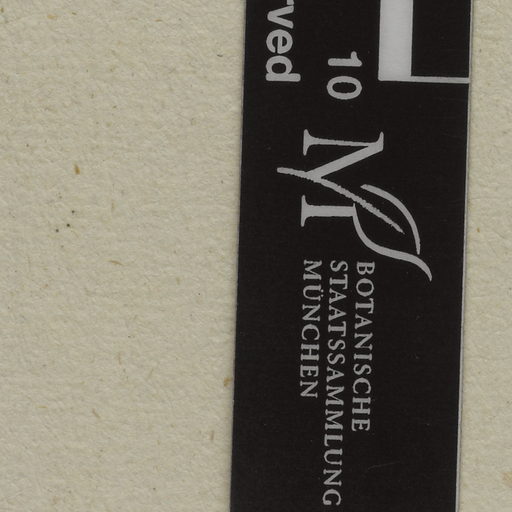 10
rved
BOTANISCHE
STAATSSAMMLUNG
MÜNCHEN